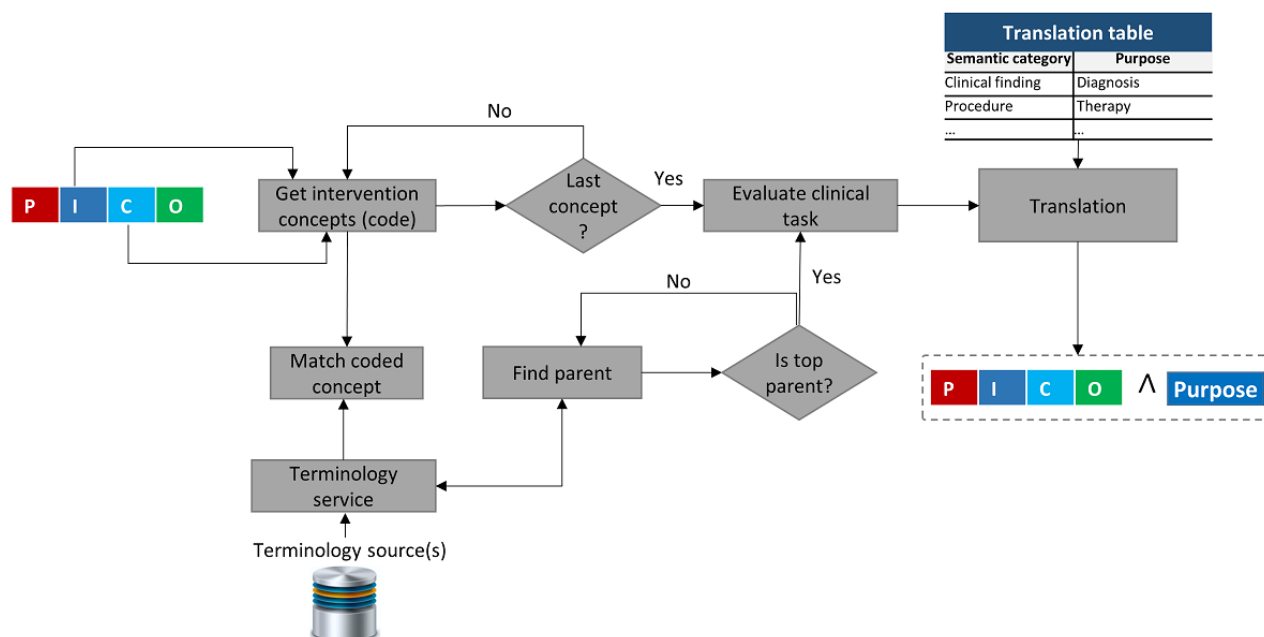 Translation table
Semantic category Purpose
Clinical finding Diagnosis
Procedure Therapy
... ...
No
P I C O
Get intervention
concepts (code)
Last
concept
?
Yes
Evaluate clinical
task
Translation
No
Yes
Match coded
concept
Find parent
Is top
parent?
P I C O ∧ Purpose
Terminology
service
Terminology source(s)